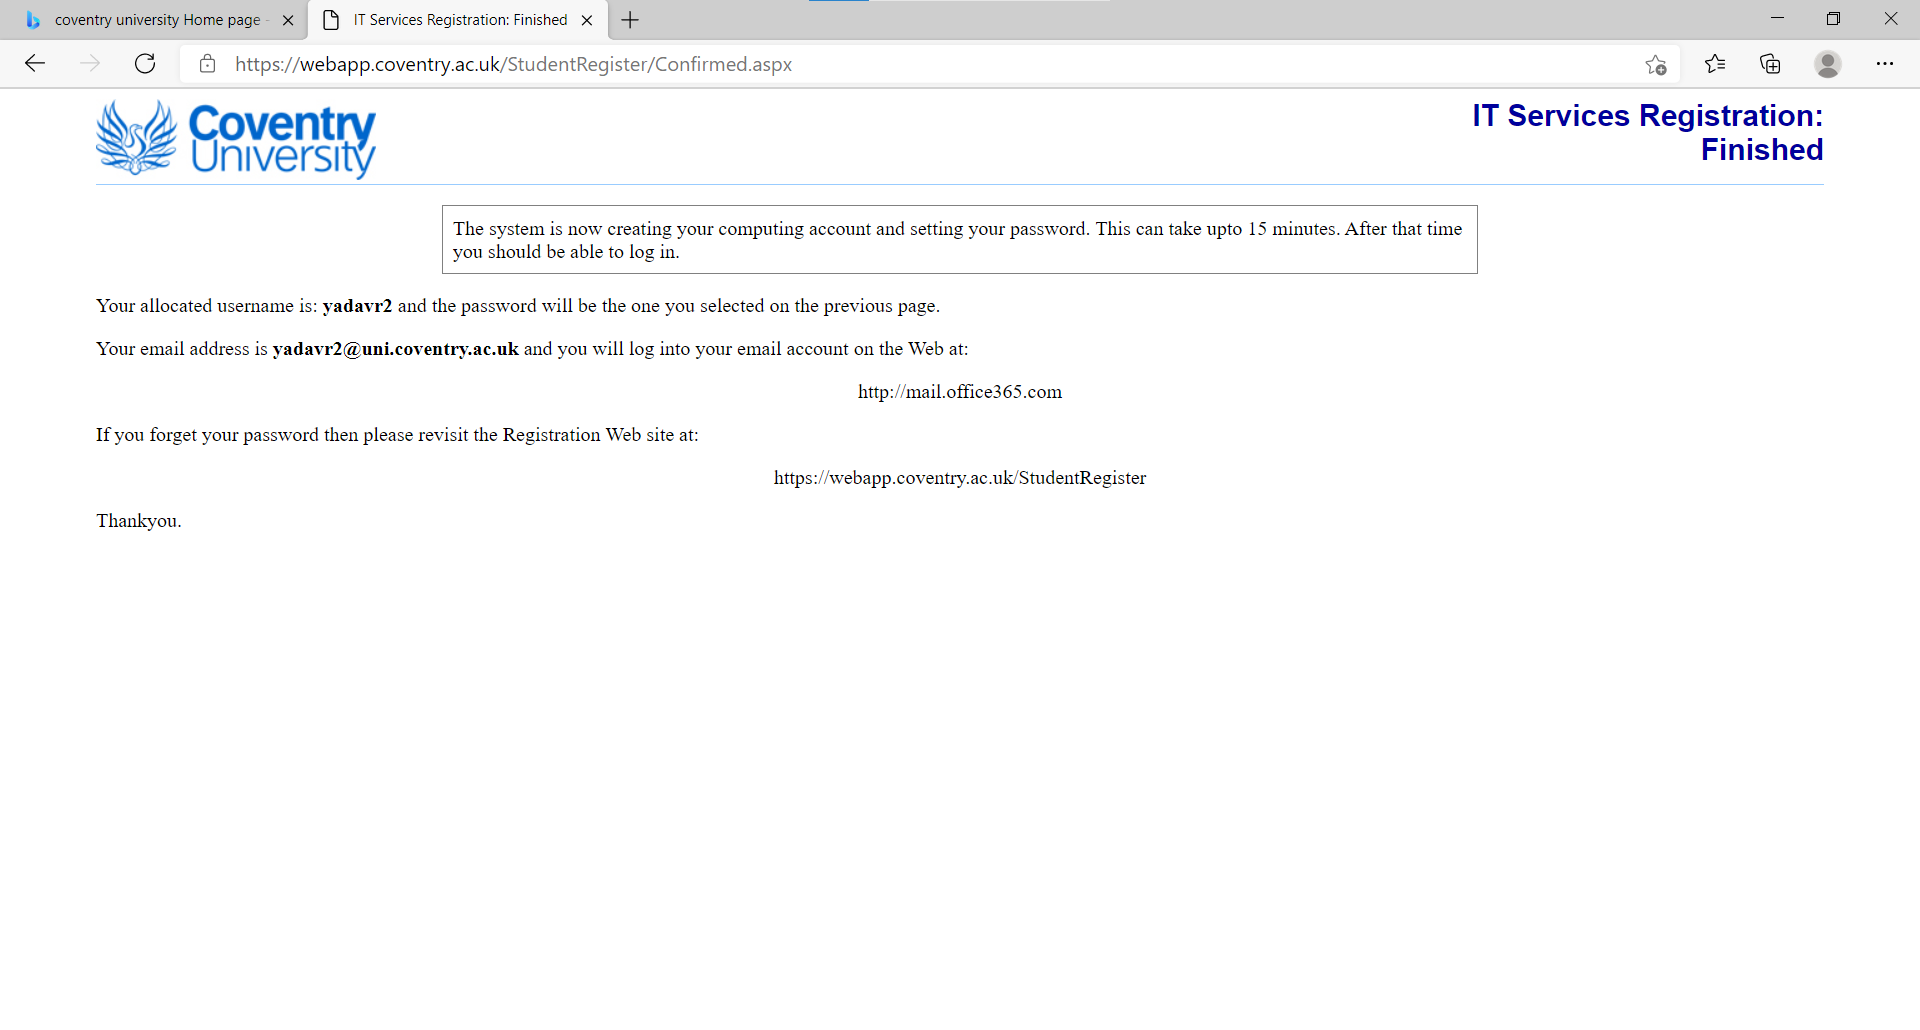 coventry university Home page -
IT Services Registration: Finished
https://webapp.coventry.ac.uk/StudentRegister/Confirmed.aspx
Coventry
University
IT Services Registration:
Finished
The system is now creating your computing account and setting your password. This can take upto 15 minutes. After that time
you should be able to log in.
Your allocated username is: yadavr2 and the password will be the one you selected on the previous page.
Your email address is yadavr2@uni.coventry.ac.uk and you will log into your email account on the Web at:
http://mail.office365.com
If you forget your password then please revisit the Registration Web site at:
https://webapp.coventry.ac.uk/StudentRegister
Thankyou.